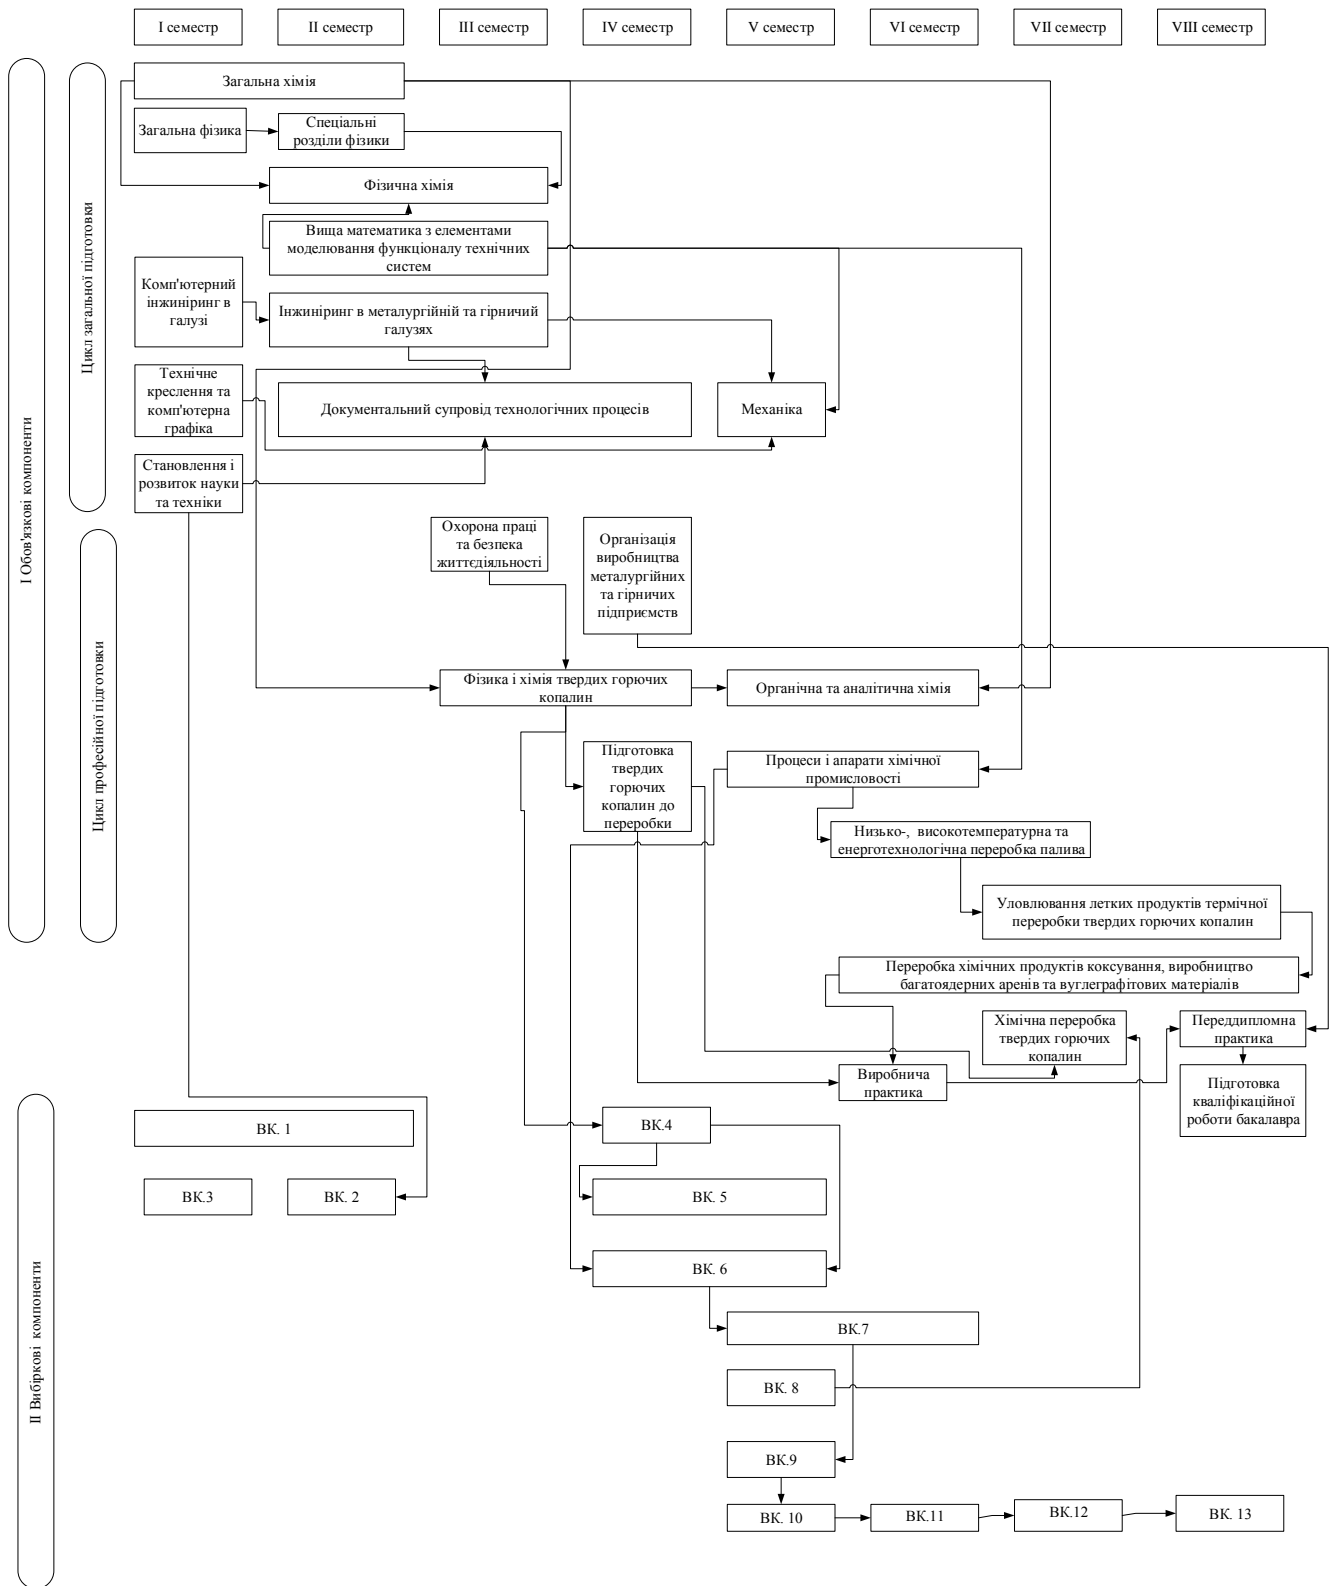 I семестр
II семестр
III семестр
IV семестр
V семестр
VI семестр
VII семестр
VIII семестр
I Обов'язкові компоненти
Цикл загальної підготовки
Загальна хімія
Загальна фізика
Спеціальні
розділи фізики
Фізична хімія
Вища математика з елементами
моделювання функціоналу технічних
систем
Комп'ютерний
інжиніринг в
галузі
Інжиніринг в металургійній та гірничий
галузях
Технічне
креслення та
комп'ютерна
графіка
Документальний супровід технологічних процесів
Механіка
Становлення і
розвиток науки
та техніки
Цикл професійної підготовки
Охорона праці
та безпека
життєдіяльності
Організація
виробництва
металургійних
та гірничих
підприємств
Фізика і хімія твердих горючих
копалин
Органічна та аналітична хімія
Підготовка
твердих
горючих
копалин до
переробки
Процеси і апарати хімічної
промисловості
Низько-, високотемпературна та
енерготехнологічна переробка палива
Уловлювання летких продуктів термічної
переробки твердих горючих копалин
Переробка хімічних продуктів коксування, виробництво
багатоядерних аренів та вуглеграфітових матеріалів
Хімічна переробка
твердих горючих
копалин
Переддипломна
практика
Виробнича
практика
Підготовка
кваліфікаційної
роботи бакалавра
II Вибіркові компоненти
ВК. 1
ВК.4
ВК.3
ВК. 2
ВК. 5
ВК. 6
ВК.7
ВК. 8
ВК.9
ВК. 10
ВК.11
ВК.12
ВК. 13